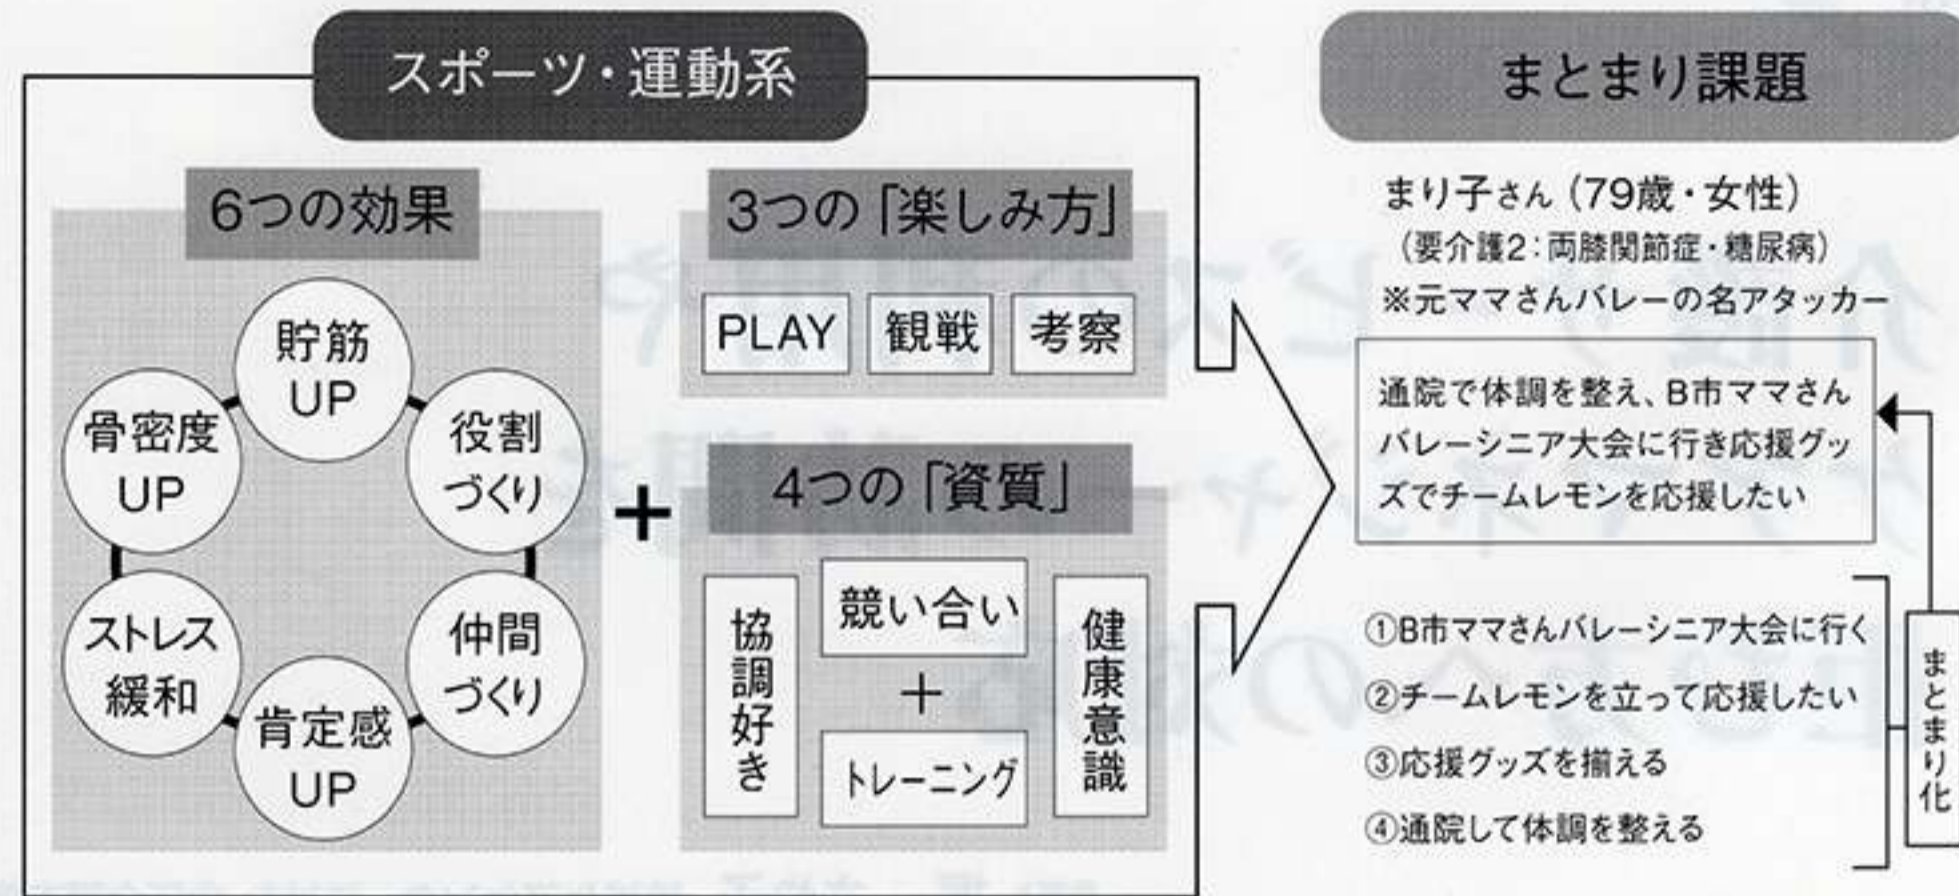 スポーツ・運動系
6つの効果
貯筋
UP
役割
づくり
仲間
づくり
肯定感
UP
ストレス
緩和
骨密度
UP
+
3つの「楽しみ方」
PLAY
観戦
考察
4つの「資質」
協調好き
競い合い
+
トレーニング
健康意識
まとまり課題
まり子さん(79歳・女性)
(要介護2:両膝関節症・糖尿病)
※元ママさんバレーの名アタッカー
通院で体調を整え、B市ママさん
バレーシニア大会に行き応援グッ
ズでチームレモンを応援したい
①B市ママさんバレーシニア大会に行く
②チームレモンを立って応援したい
③応援グッズを揃える
④通院して体調を整える
まとまり化